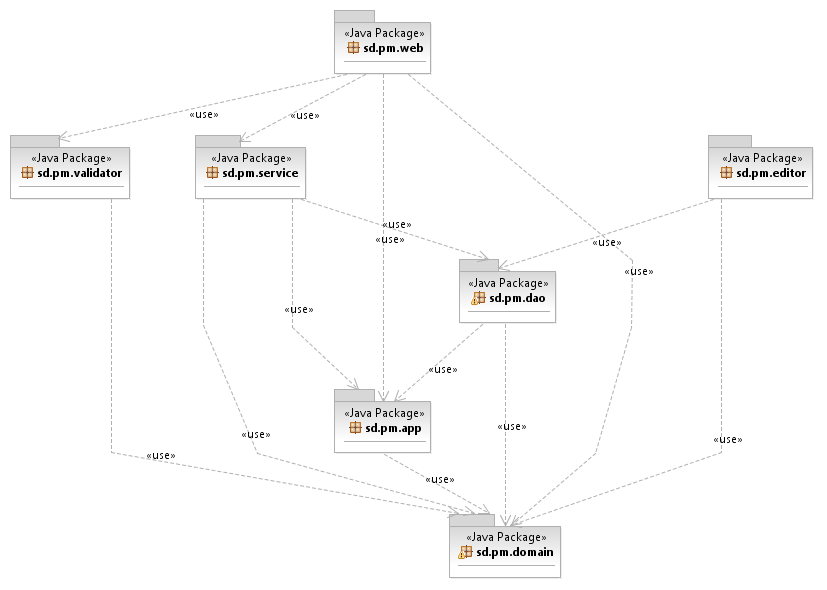 «Java Package»
sd.pm.web
«use»
«use»
«Java Package»
sd.pm.validator
«Java Package»
sd.pm.service
«Java Package»
sd.pm.editor
«use»
«use»
«use»
«use»
«Java Package»
sd.pm.dao
«use»
«use»
«Java Package»
sd.pm.app
«use»
«use»
«use»
«use»
«use»
«Java Package»
sd.pm.domain